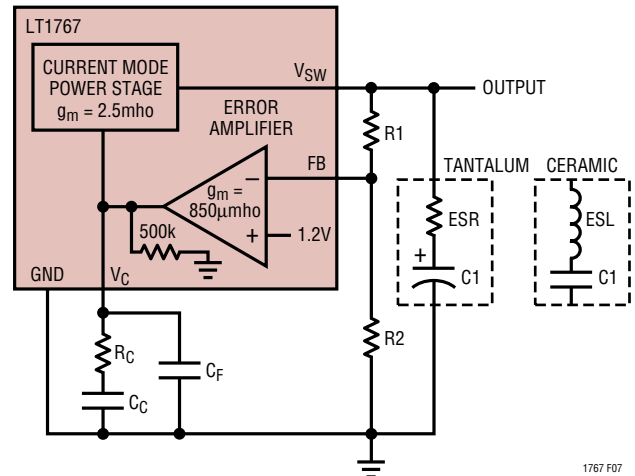 LT1767
CURRENT MODE
POWER STAGE
gm = 2.5mho
VSW
OUTPUT
ERROR
AMPLIFIER
R1
FB
TANTALUM
CERAMIC
gm =
850µmho
–
+
1.2V
500k
ESR
ESL
+
C1
C1
GND
VC
R2
RC
CF
CC
1767 F07